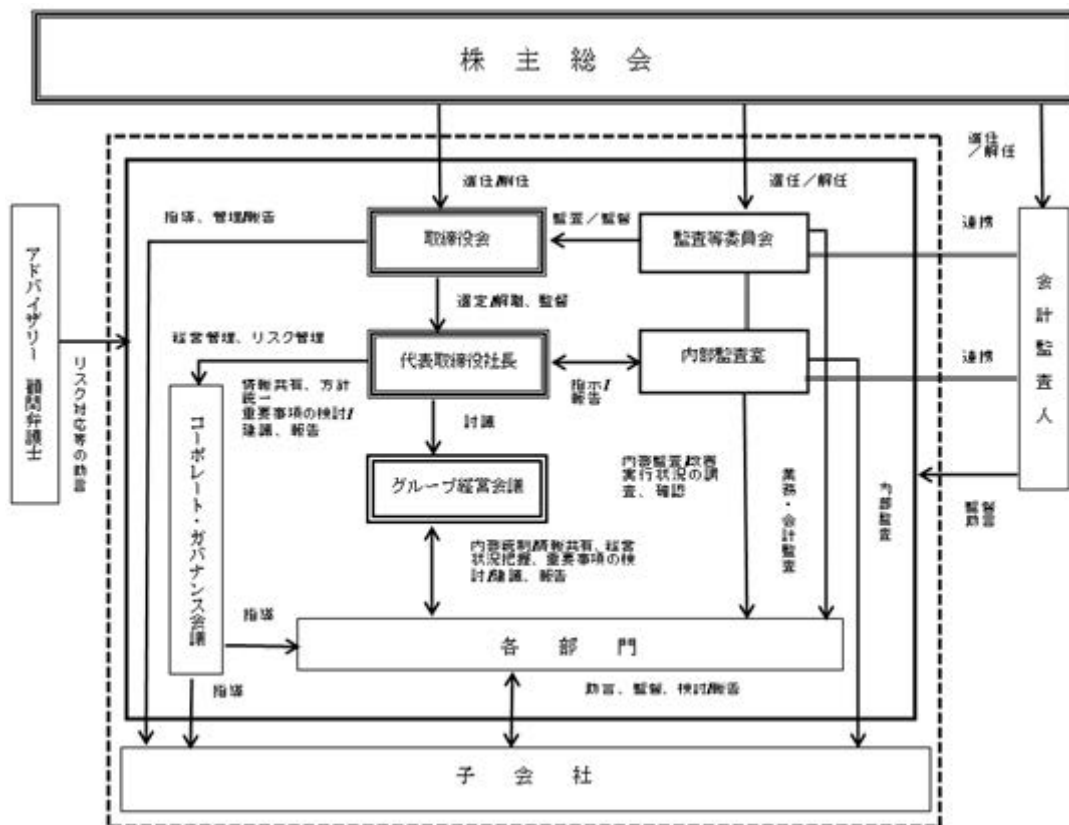 株主総会
選任/解任
選任／解任
選任
／解任
指導、管理/報告
取締役会
監査／監督
監査等委員会
連携
会計監査人
アドバイザリー 顧問弁護士
リスク対応等の助言
選定/解職、監督
経営管理、リスク管理
代表取締役社長
内部監査室
連携
指示/
報告
情報共有、方針
統一
重要事項の検討/
建議、報告
討議
コーポレート・ガバナンス会議
グループ経営会議
内部監査/改善
実行状況の調
査、確認
業務・会計監査
内部監査
監督
助言
内部統制/情報共有、経営
状況把握、重要事項の検
討/建議、報告
指導
各部門
指導
助言、監督、検討/報告
子会社